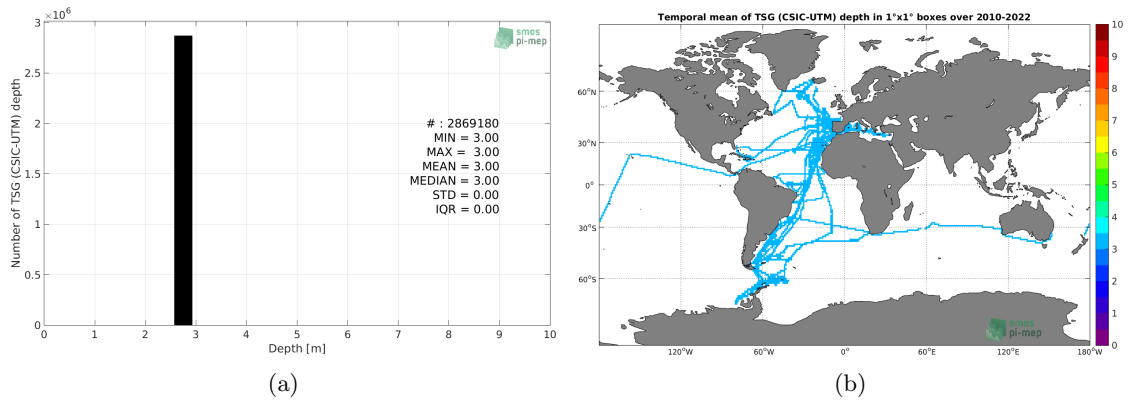 ×10^6
3
2.5
2
1.5
1
0.5
0
Number of TSG (CSIC-UTM) depth
smos
pi-mep
# : 2869180
MIN = 3.00
MAX = 3.00
MEAN = 3.00
MEDIAN = 3.00
STD = 0.00
IQR = 0.00
0 1 2 3 4 5 6 7 8 9 10
Depth [m]
(a)
Temporal mean of TSG (CSIC-UTM) depth in 1°x1° boxes over 2010-2022
60°N
30°N
0°
30°S
60°S
120°W 60°W 0° 60°E 120°E 180°W
smos
pi-mep
10
9
8
7
6
5
4
3
2
1
0
(b)